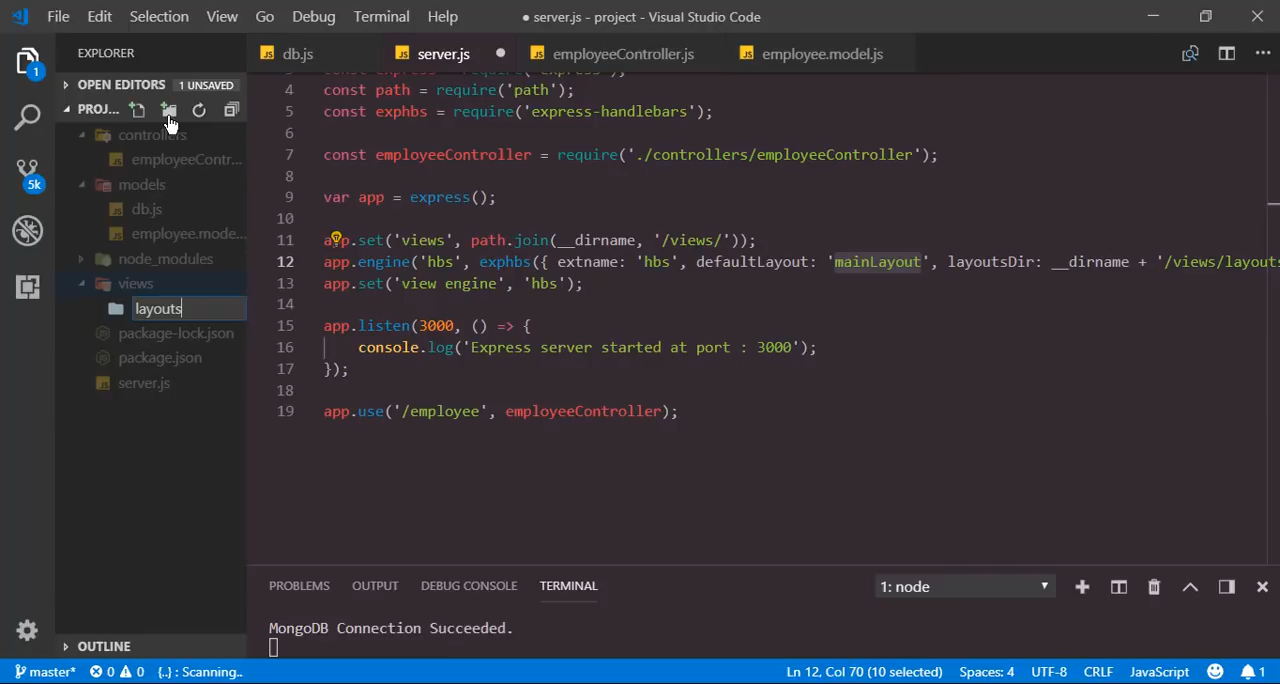 File Edit Selection View Go Debug Terminal Help ● server.js - project - Visual Studio Code
EXPLORER
db.js server.js employeeController.js employee.model.js
OPEN EDITORS 1 UNSAVED
PROJ...
controllers
employeeContr...
models
db.js
employee.mode...
node_modules
views
layouts
package-lock.json
package.json
server.js
OUTLINE
1
5k
4 const path = require('path');
5 const exphbs = require('express-handlebars');
6
7 const employeeController = require('./controllers/employeeController');
8
9 var app = express();
10
11 app.set('views', path.join(__dirname, '/views/'));
12 app.engine('hbs', exphbs({ extname: 'hbs', defaultLayout: 'mainLayout', layoutsDir: __dirname + '/views/layouts
13 app.set('view engine', 'hbs');
14
15 app.listen(3000, () => {
16 console.log('Express server started at port : 3000');
17 });
18
19 app.use('/employee', employeeController);
PROBLEMS OUTPUT DEBUG CONSOLE TERMINAL 1: node
MongoDB Connection Succeeded.
master* 0 0 {..} : Scanning.. Ln 12, Col 70 (10 selected) Spaces: 4 UTF-8 CRLF JavaScript 1